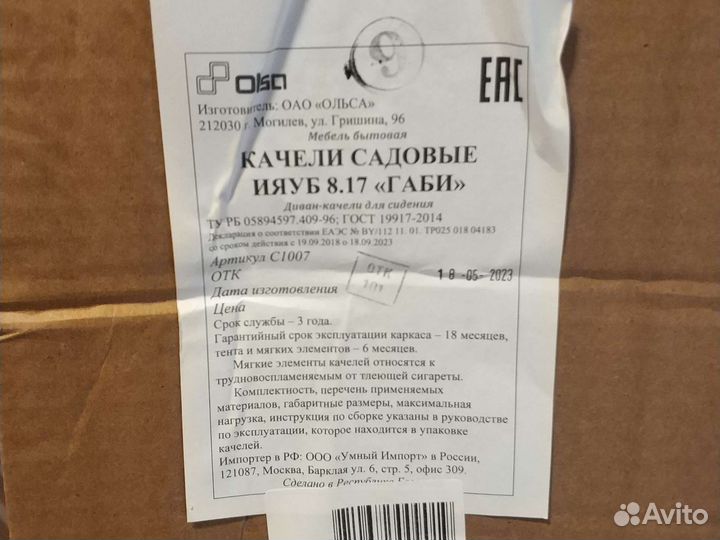 Olsa
9
EAC
Изготовитель: ОАО «ОЛЬСА»
212030 г. Могилев, ул. Гришина, 96
Мебель бытовая
КАЧЕЛИ САДОВЫЕ
ИЯУБ 8.17 «ГАБИ»
Диван-качели для сидения
ТУ РБ 05894597.409-96; ГОСТ 19917-2014
Декларация о соответствии ЕАЭС № BY/112 11. 01. ТР025 018 04183
со сроком действия с 19.09.2018 по 18.09.2023
Артикул С1007
ОТК
ОТК
18-05-2023
Дата изготовления
Цена
Срок службы – 3 года.
Гарантийный срок эксплуатации каркаса – 18 месяцев,
тента и мягких элементов – 6 месяцев.
Мягкие элементы качелей относятся к
трудновоспламеняемым от тлеющей сигареты.
Комплектность, перечень применяемых
материалов, габаритные размеры, максимальная
нагрузка, инструкция по сборке указаны в руководстве
по эксплуатации, которое находится в упаковке
качелей.
Импортер в РФ: ООО «Умный Импорт» в России,
121087, Москва, Барклая ул. 6, стр. 5, офис 309.
Сделано в Республике
Avito